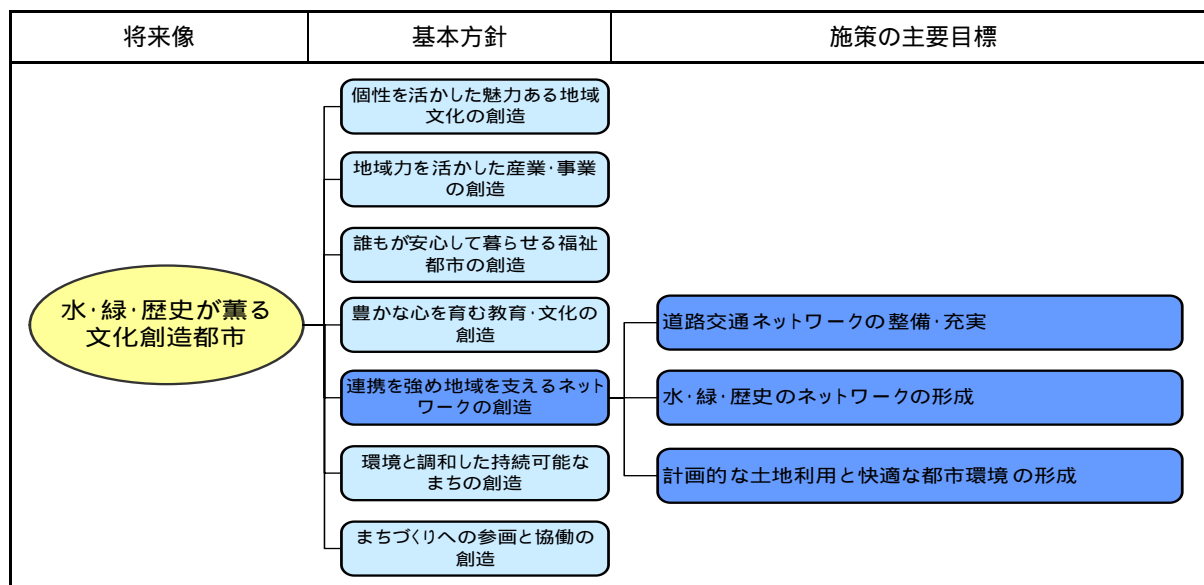 将来像
基本方針
施策の主要目標
水・緑・歴史が薫る
文化創造都市
個性を活かした魅力ある地域
文化の創造
地域力を活かした産業・事業
の創造
誰もが安心して暮らせる福祉
都市の創造
豊かな心を育む教育・文化の
創造
連携を強め地域を支えるネット
ワークの創造
環境と調和した持続可能な
まちの創造
まちづくりへの参画と協働の
創造
道路交通ネットワークの整備・充実
水・緑・歴史のネットワークの形成
計画的な土地利用と快適な都市環境の形成